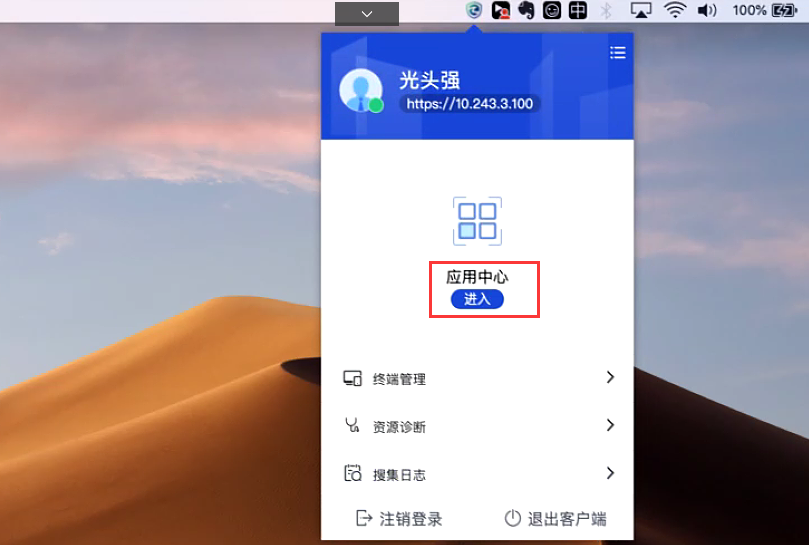 中
100%
光头强
https://10.243.3.100
应用中心
进入
终端管理
资源诊断
搜集日志
注销登录
退出客户端